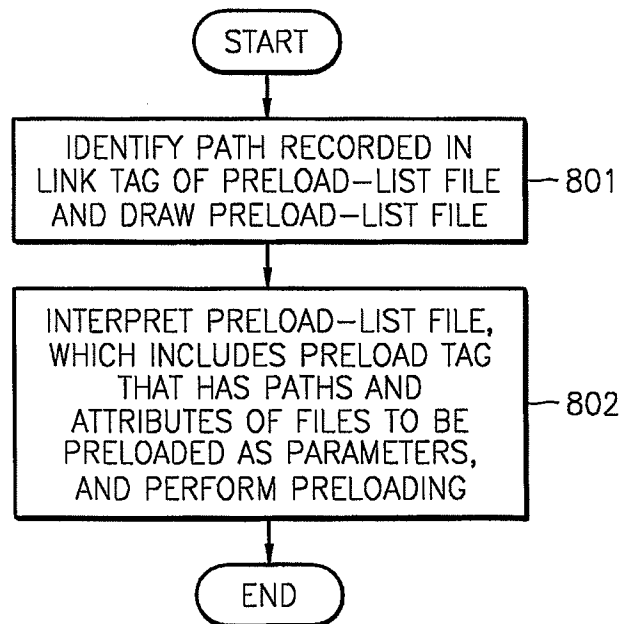 START
IDENTIFY PATH RECORDED IN
LINK TAG OF PRELOAD-LIST FILE
AND DRAW PRELOAD-LIST FILE
801
INTERPRET PRELOAD-LIST FILE,
WHICH INCLUDES PRELOAD TAG
THAT HAS PATHS AND
ATTRIBUTES OF FILES TO BE
PRELOADED AS PARAMETERS,
AND PERFORM PRELOADING
802
END